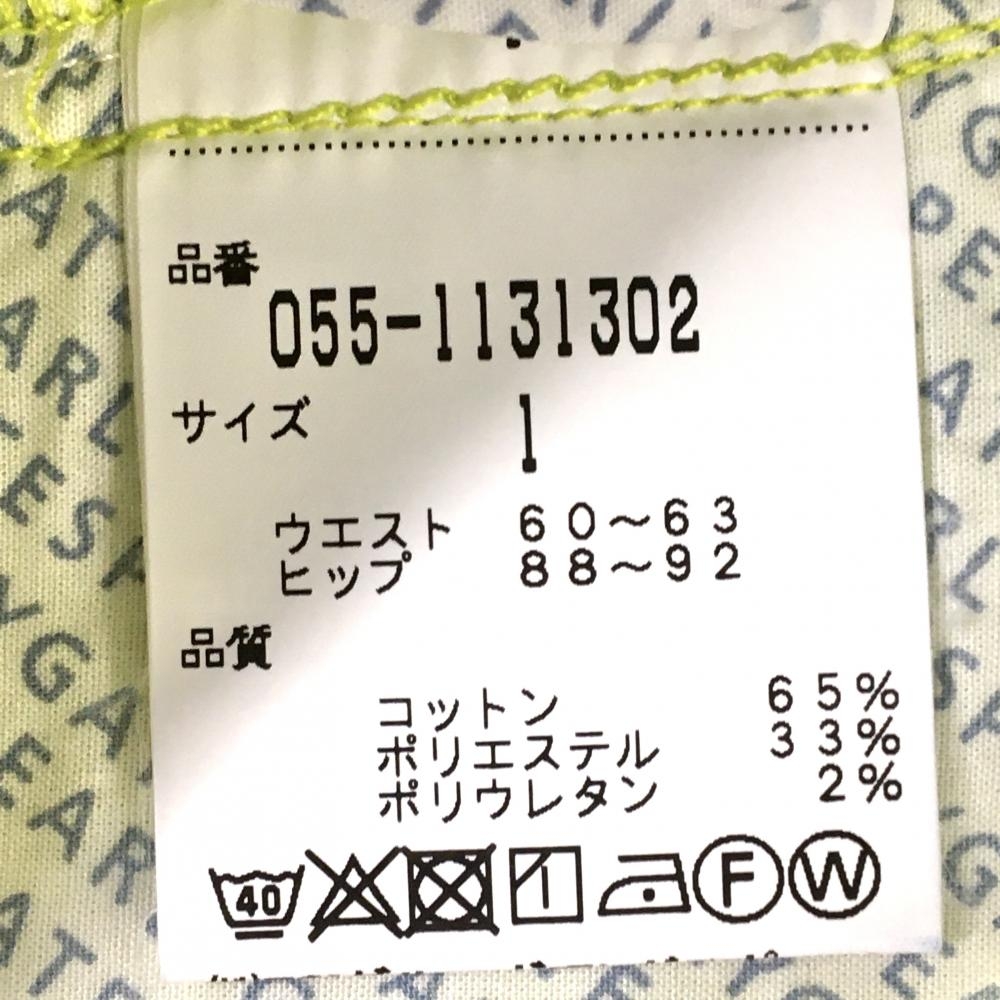 品番
055-1131302
サイズ 1
ウエスト 60～63
ヒップ 88～92
品質
コットン 65%
ポリエステル 33%
ポリウレタン 2%
40 F W